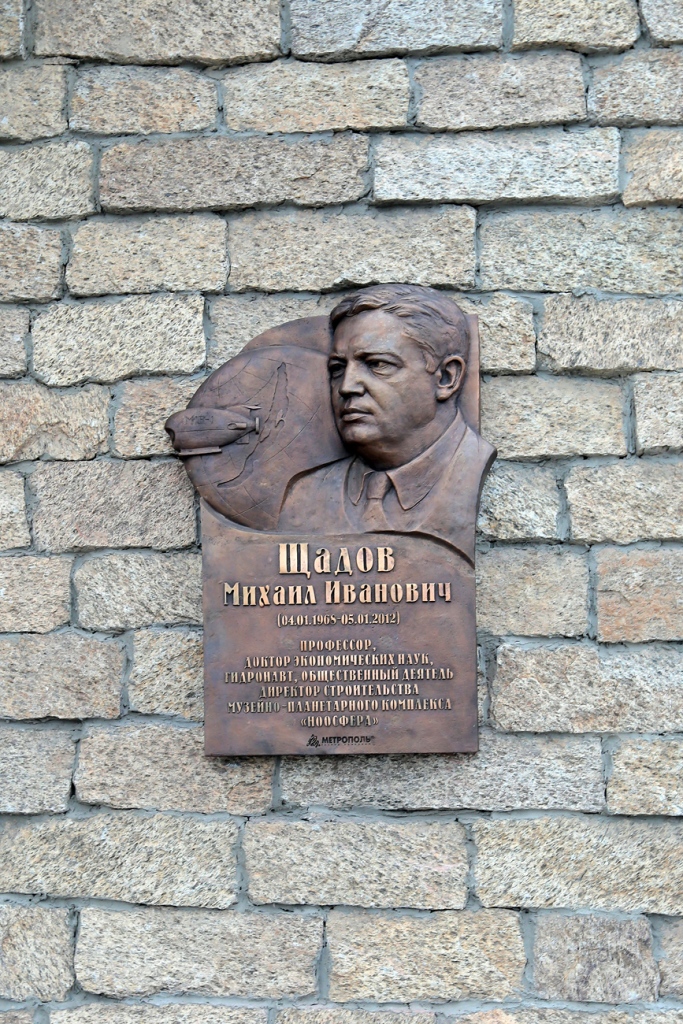 Щадов
Михаил Иванович
(04.01.1968-05.01.2012)
ПРОФЕССОР,
ДОКТОР ЭКОНОМИЧЕСКИХ НАУК,
ГИДРОНАВТ, ОБЩЕСТВЕННЫЙ ДЕЯТЕЛЬ
ДИРЕКТОР СТРОИТЕЛЬСТВА
МУЗЕЙНО-ПЛАНЕТАРНОГО КОМПЛЕКСА
«НООСФЕРА»
МЕТРОПОЛЬ